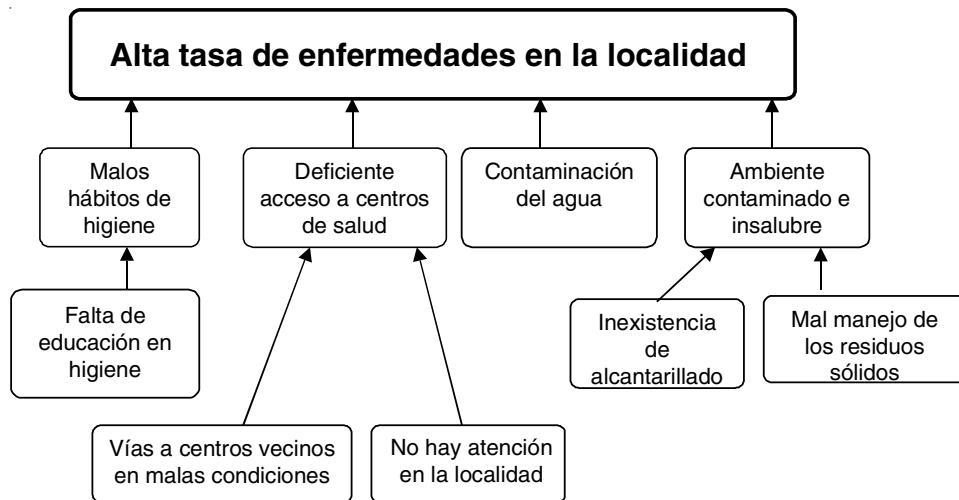 Alta tasa de enfermedades en la localidad
Malos
hábitos de
higiene
Deficiente
acceso a centros
de salud
Contaminación
del agua
Ambiente
contaminado e
insalubre
Falta de
educación en
higiene
Inexistencia
de
alcantarillado
Mal manejo de
los residuos
sólidos
Vías a centros vecinos
en malas condiciones
No hay atención
en la localidad